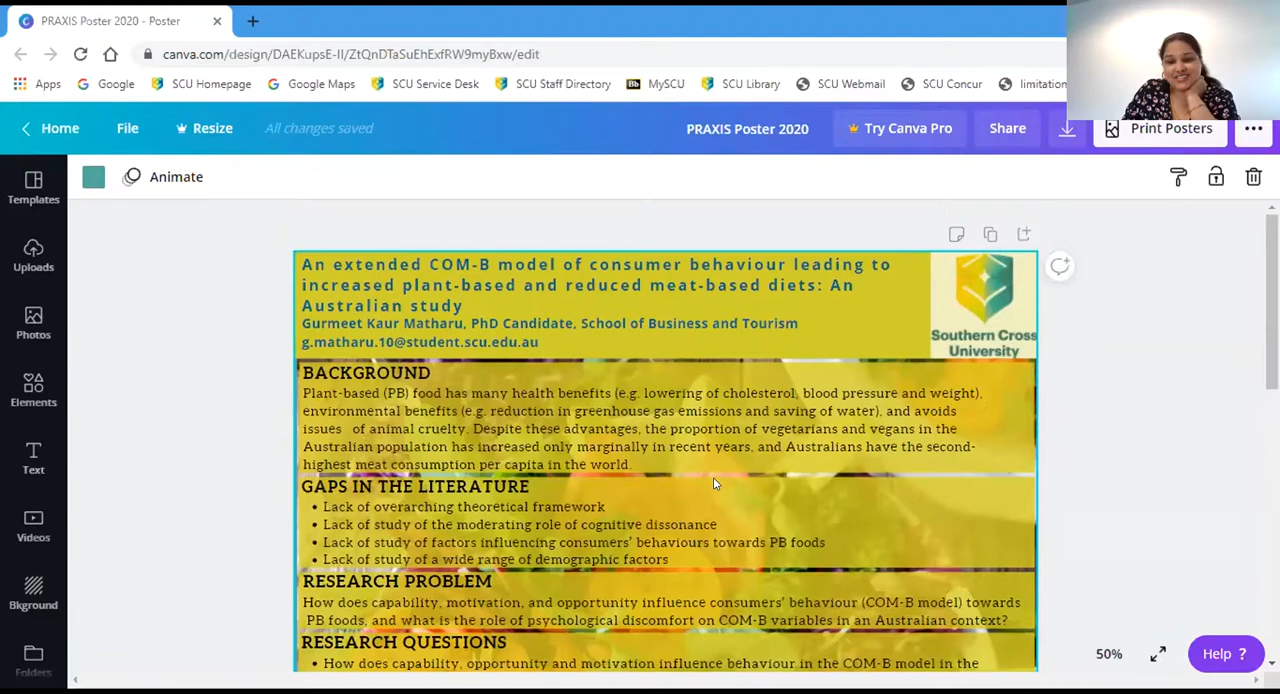 PRAXIS Poster 2020 - Poster
canva.com/design/DAEKupsE-II/ZtQnDTaSuEhExfRW9myBxw/edit
Apps Google SCU Homepage Google Maps SCU Service Desk SCU Staff Directory Bb MySCU SCU Library SCU Webmail SCU Concur limitation
Home File Resize All changes saved PRAXIS Poster 2020 Try Canva Pro Share Print Posters
Animate
Templates
Uploads
Photos
Elements
Text
Videos
Bkground
Folders
An extended COM-B model of consumer behaviour leading to
increased plant-based and reduced meat-based diets: An
Australian study
Gurmeet Kaur Matharu, PhD Candidate, School of Business and Tourism
g.matharu.10@student.scu.edu.au
Southern Cross
University
BACKGROUND
Plant-based (PB) food has many health benefits (e.g. lowering of cholesterol, blood pressure and weight),
environmental benefits (e.g. reduction in greenhouse gas emissions and saving of water), and avoids
issues of animal cruelty. Despite these advantages, the proportion of vegetarians and vegans in the
Australian population has increased only marginally in recent years, and Australians have the second-
highest meat consumption per capita in the world.
GAPS IN THE LITERATURE
• Lack of overarching theoretical framework
• Lack of study of the moderating role of cognitive dissonance
• Lack of study of factors influencing consumers' behaviours towards PB foods
• Lack of study of a wide range of demographic factors
RESEARCH PROBLEM
How does capability, motivation, and opportunity influence consumers' behaviour (COM-B model) towards
PB foods, and what is the role of psychological discomfort on COM-B variables in an Australian context?
RESEARCH QUESTIONS
• How does capability, opportunity and motivation influence behaviour in the COM-B model in the
50%
Help ?